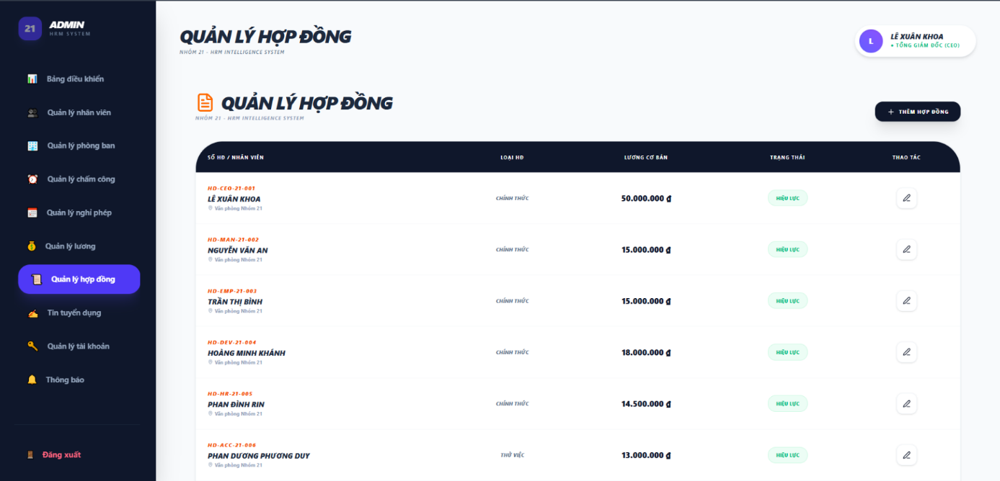 21
ADMIN
HRM SYSTEM
Bảng điều khiển
Quản lý nhân viên
Quản lý phòng ban
Quản lý chấm công
Quản lý nghỉ phép
Quản lý lương
Quản lý hợp đồng
Tin tuyển dụng
Quản lý tài khoản
Thông báo
Đăng xuất
QUẢN LÝ HỢP ĐỒNG
NHÓM 21 - HRM INTELLIGENCE SYSTEM
L
LÊ XUÂN KHOA
• TỔNG GIÁM ĐỐC (CEO)
QUẢN LÝ HỢP ĐỒNG
NHÓM 21 - HRM INTELLIGENCE SYSTEM
+ THÊM HỢP ĐỒNG
SỐ HĐ / NHÂN VIÊN LOẠI HĐ LƯƠNG CƠ BẢN TRẠNG THÁI THAO TÁC
HD-CEO-21-001
LÊ XUÂN KHOA CHÍNH THỨC 50.000.000 ₫ HIỆU LỰC
Văn phòng Nhóm 21
HD-MAN-21-002
NGUYỄN VĂN AN CHÍNH THỨC 15.000.000 ₫ HIỆU LỰC
Văn phòng Nhóm 21
HD-EMP-21-003
TRẦN THỊ BÌNH CHÍNH THỨC 15.000.000 ₫ HIỆU LỰC
Văn phòng Nhóm 21
HD-DEV-21-004
HOÀNG MINH KHÁNH CHÍNH THỨC 18.000.000 ₫ HIỆU LỰC
Văn phòng Nhóm 21
HD-HR-21-005
PHAN ĐÌNH RIN CHÍNH THỨC 14.500.000 ₫ HIỆU LỰC
Văn phòng Nhóm 21
HD-ACC-21-006
PHAN DƯƠNG PHƯƠNG DUY THỬ VIỆC 13.000.000 ₫ HIỆU LỰC
Văn phòng Nhóm 21